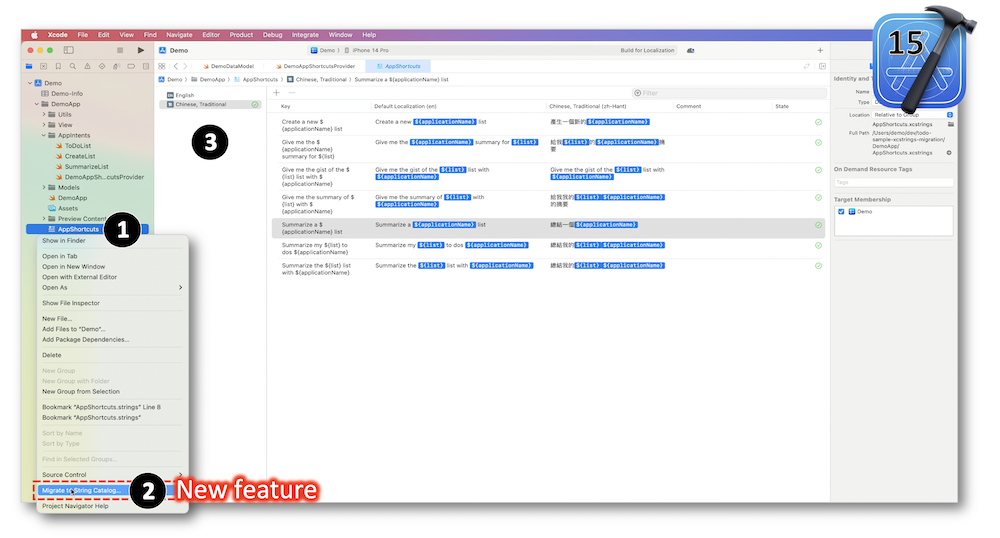 Xcode File Edit View Find Navigate Editor Product Debug Integrate Window Help
15
Demo
Demo
iPhone 14 Pro
Build for Localization
DemoDataModel
DemoAppShortcutsProvider
AppShortcuts
Demo
DemoApp
AppShortcuts
Chinese, Traditional
Summarize a ${applicationName} list
Demo
Demo-Info
DemoApp
Utils
View
AppIntents
ToDoList
CreateList
SummarizeList
DemoAppSh...cutsProvider
Models
DemoApp
Assets
Preview Content
AppShortcuts
1
Show in Finder
Open in Tab
Open in New Window
Open with External Editor
Open As
Show File Inspector
New File...
Add Files to "Demo"...
Add Package Dependencies...
Delete
New Group
New Group with Folder
New Group from Selection
Bookmark "AppShortcuts.strings" Line 8
Bookmark "AppShortcuts.strings"
Sort by Name
Sort by Type
Find in Selected Groups...
Source Control
Migrate to String Catalog...
2
New feature
Project Navigator Help
English
Chinese, Traditional
3
Filter
Key
Default Localization (en)
Chinese, Traditional (zh-Hant)
Comment
State
Create a new $
{applicationName} list
Create a new ${applicationName} list
產生一個新的${applicationName}
Give me the $
{applicationName}
summary for ${list}
Give me the ${applicationName} summary for ${list}
給我${list}的${applicationName}摘
要
Give me the gist of the $
{list} list with $
{applicationName}
Give me the gist of the ${list} list with
${applicationName}
Give me the gist of the ${list} list with
${applicationName}
Give me the summary of $
{list} with $
{applicationName}
Give me the summary of ${list} with
${applicationName}
給我我的${list} ${applicationName}
的摘要
Summarize a $
{applicationName} list
Summarize a ${applicationName} list
總結一個${applicationName}
Summarize my ${list} to
dos ${applicationName}
Summarize my ${list} to dos ${applicationName}
總結我的${list} ${applicationName}
Summarize the ${list} list
with ${applicationName}
Summarize the ${list} list with ${applicationName}
總結我的${list} ${applicationName}
Identity and T
Name
Location
Relative to Group
AppShortcuts.xcstrings
Full Path
/Users/demo/dev/todo-
sample-xcstrings-migration/
DemoApp/
AppShortcuts.xcstrings
On Demand Resource Tags
Tags
Target Membership
Demo